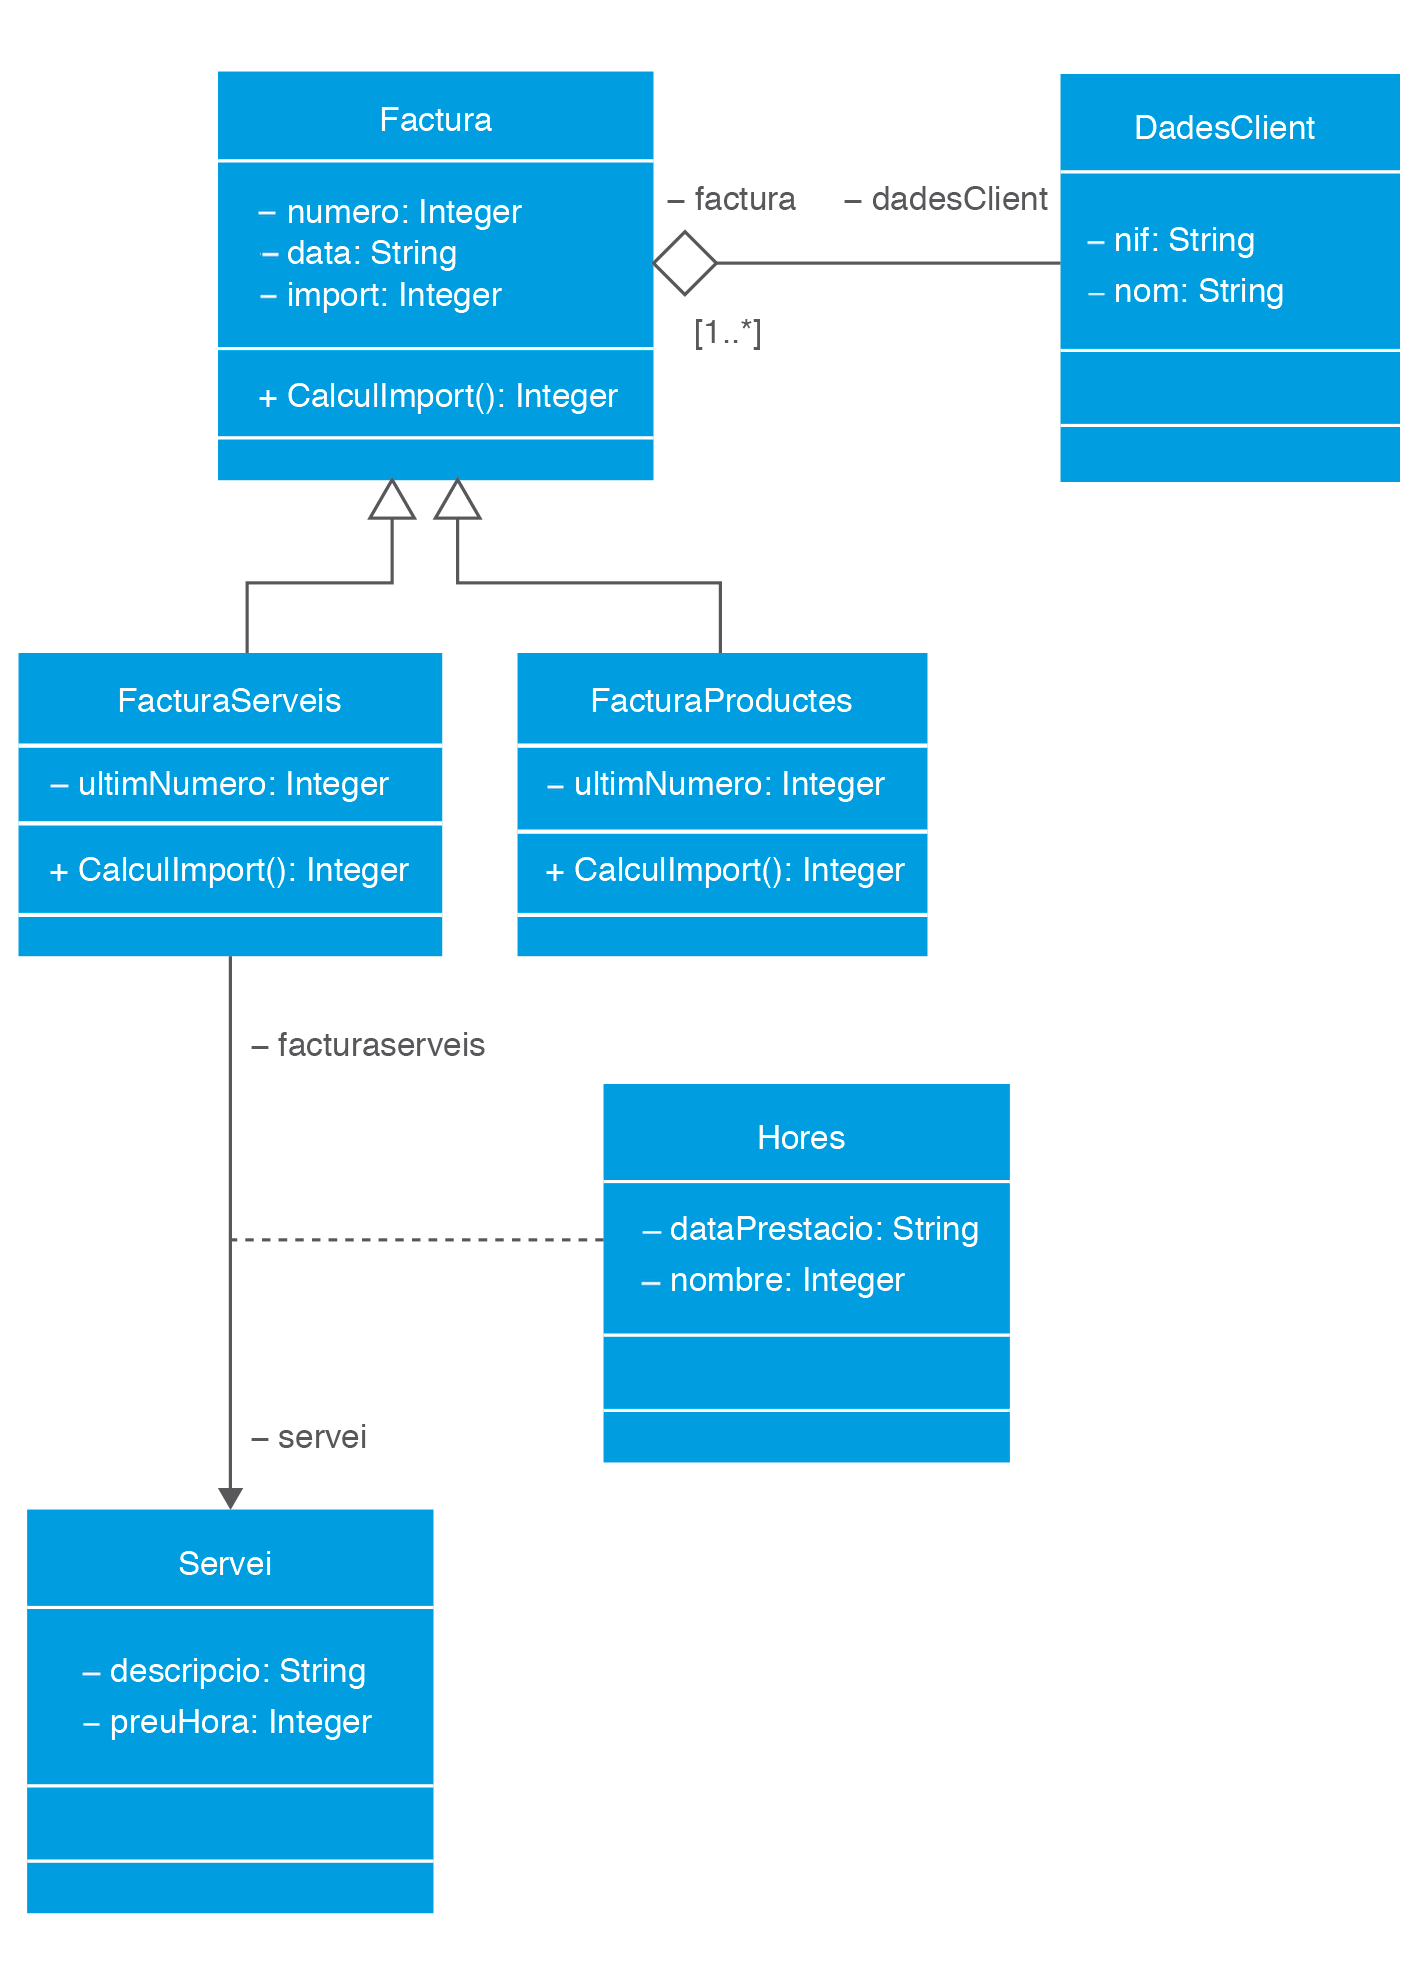 Factura
– numero: Integer
– data: String
– import: Integer
+ CalculImport(): Integer
– factura
– dadesClient
[1..*]
DadesClient
– nif: String
– nom: String
FacturaServeis
– ultimNumero: Integer
+ CalculImport(): Integer
FacturaProductes
– ultimNumero: Integer
+ CalculImport(): Integer
– facturaserveis
Hores
– dataPrestacio: String
– nombre: Integer
– servei
Servei
– descripcio: String
– preuHora: Integer